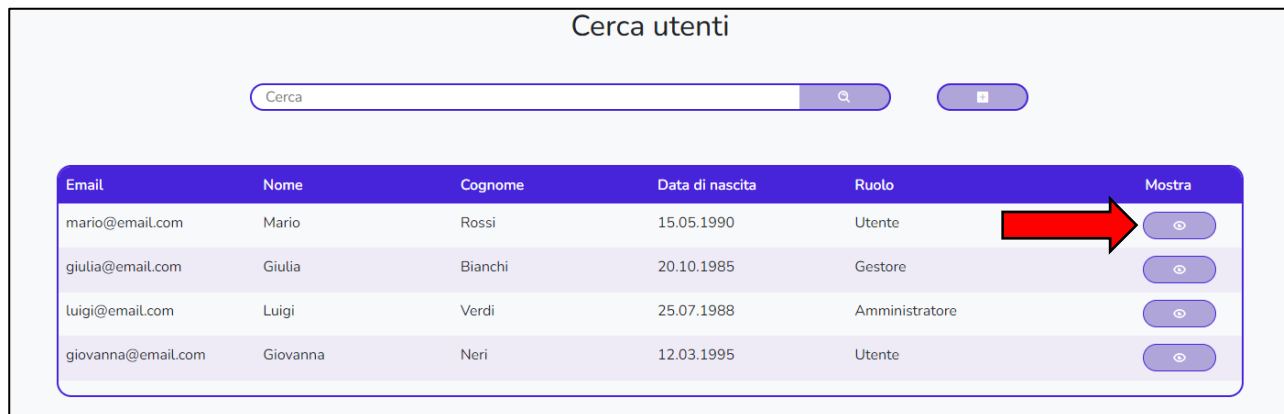 Cerca utenti
Cerca
Email Nome Cognome Data di nascita Ruolo Mostra
mario@email.com Mario Rossi 15.05.1990 Utente
giulia@email.com Giulia Bianchi 20.10.1985 Gestore
luigi@email.com Luigi Verdi 25.07.1988 Amministratore
giovanna@email.com Giovanna Neri 12.03.1995 Utente